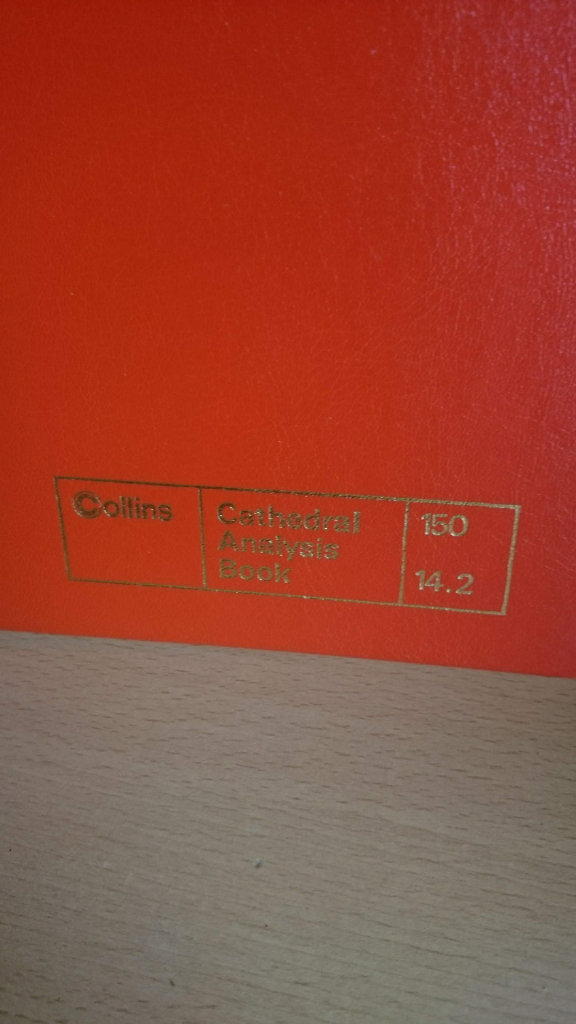 Collins
Cathedral
Analysis
Book
150
14.2